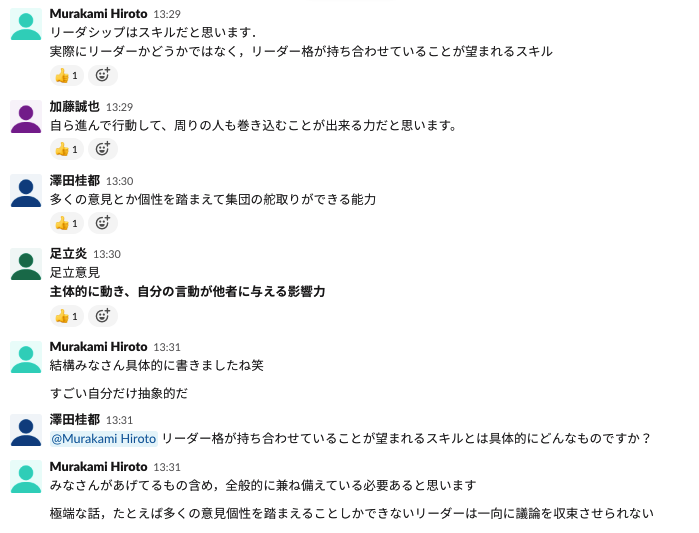 Murakami Hiroto 13:29
リーダシップはスキルだと思います.
実際にリーダーかどうかではなく，リーダー格が持ち合わせていることが望まれるスキル
1
加藤誠也 13:29
自ら進んで行動して、周りの人も巻き込むことが出来る力だと思います。
1
澤田桂都 13:30
多くの意見とか個性を踏まえて集団の舵取りができる能力
1
足立炎 13:30
足立意見
主体的に動き、自分の言動が他者に与える影響力
1
Murakami Hiroto 13:31
結構みなさん具体的に書きましたね笑
すごい自分だけ抽象的だ
澤田桂都 13:31
@Murakami Hiroto リーダー格が持ち合わせていることが望まれるスキルとは具体的にどんなものですか？
Murakami Hiroto 13:31
みなさんがあげてるもの含め，全般的に兼ね備えている必要あると思います
極端な話，たとえば多くの意見個性を踏まえることしかできないリーダーは一向に議論を収束させられない